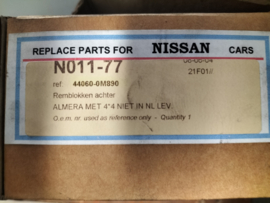 REPLACE PARTS FOR NISSAN CARS
N011-77
21F01
ref 44060-0M890
Remblokken achter
ALMERA MET 4*4 NIET IN NL LEV.
O.e.m. nr. used as reference only - Quantity 1